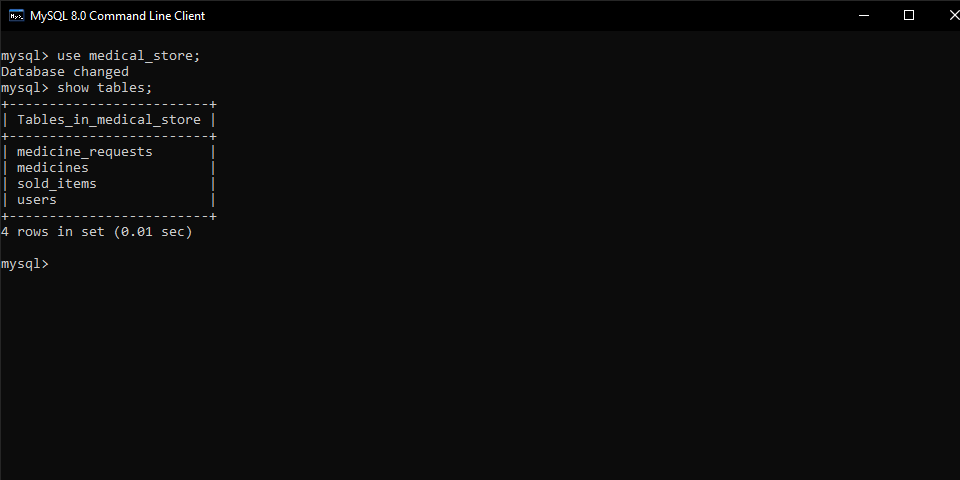 MySQL 8.0 Command Line Client
mysql> use medical_store;
Database changed
mysql> show tables;
+-------------------------+
| Tables_in_medical_store |
+-------------------------+
| medicine_requests       |
| medicines               |
| sold_items              |
| users                   |
+-------------------------+
4 rows in set (0.01 sec)
mysql>